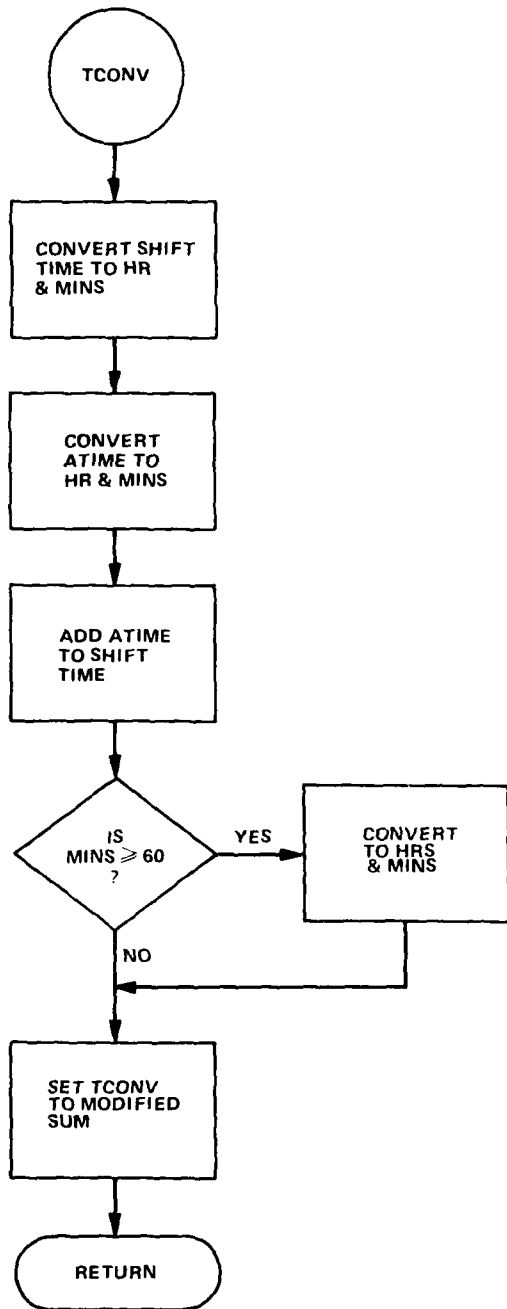 TCONV
CONVERT SHIFT
TIME TO HR
& MINS
CONVERT
ATIME TO
HR & MINS
ADD ATIME
TO SHIFT
TIME
IS
MINS ⩾ 60
?
YES
CONVERT
TO HRS
& MINS
NO
SET TCONV
TO MODIFIED
SUM
RETURN